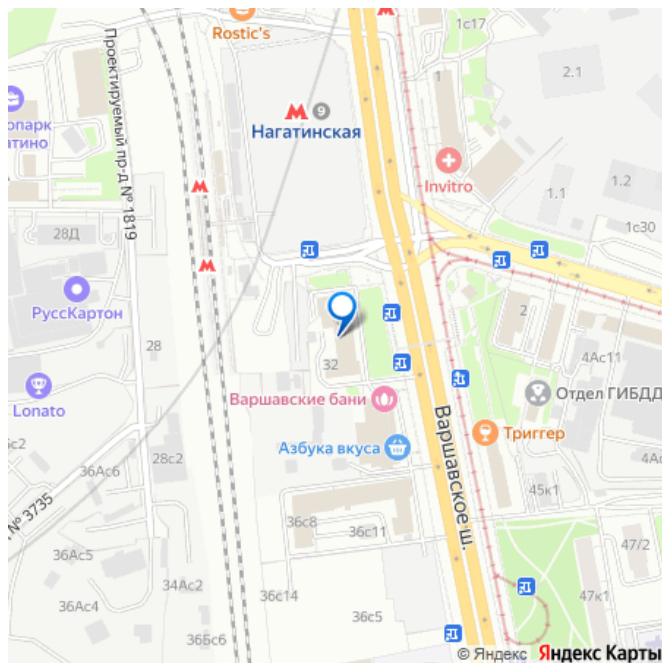 Rostic's
1с17
Проектируемый пр-д № 1819
1
2.1
опарк
атино
9
Нагатинская
Invitro
1.1
1.2
1с30
28Д
РуссКартон
28
32
2
4Ас11
Отдел ГИБДД
Lonato
Варшавские бани
Варшавское ш.
Триггер
Азбука вкуса
36Ас6
28с2
4Ас
45к1
№ 3735
36с8
36с11
47/2
36Ас5
34Ас2
36Ас4
36с14
36с5
47к1
36Бс6
© Яндекс Яндекс Карты